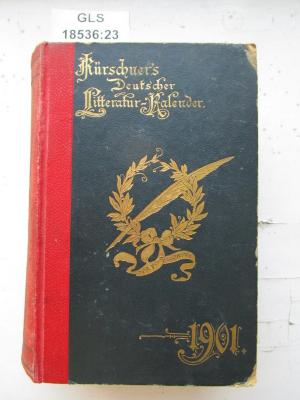 GLS
18536:23
Kürschner's
Deutscher
Litteratur-Kalender.
1901.